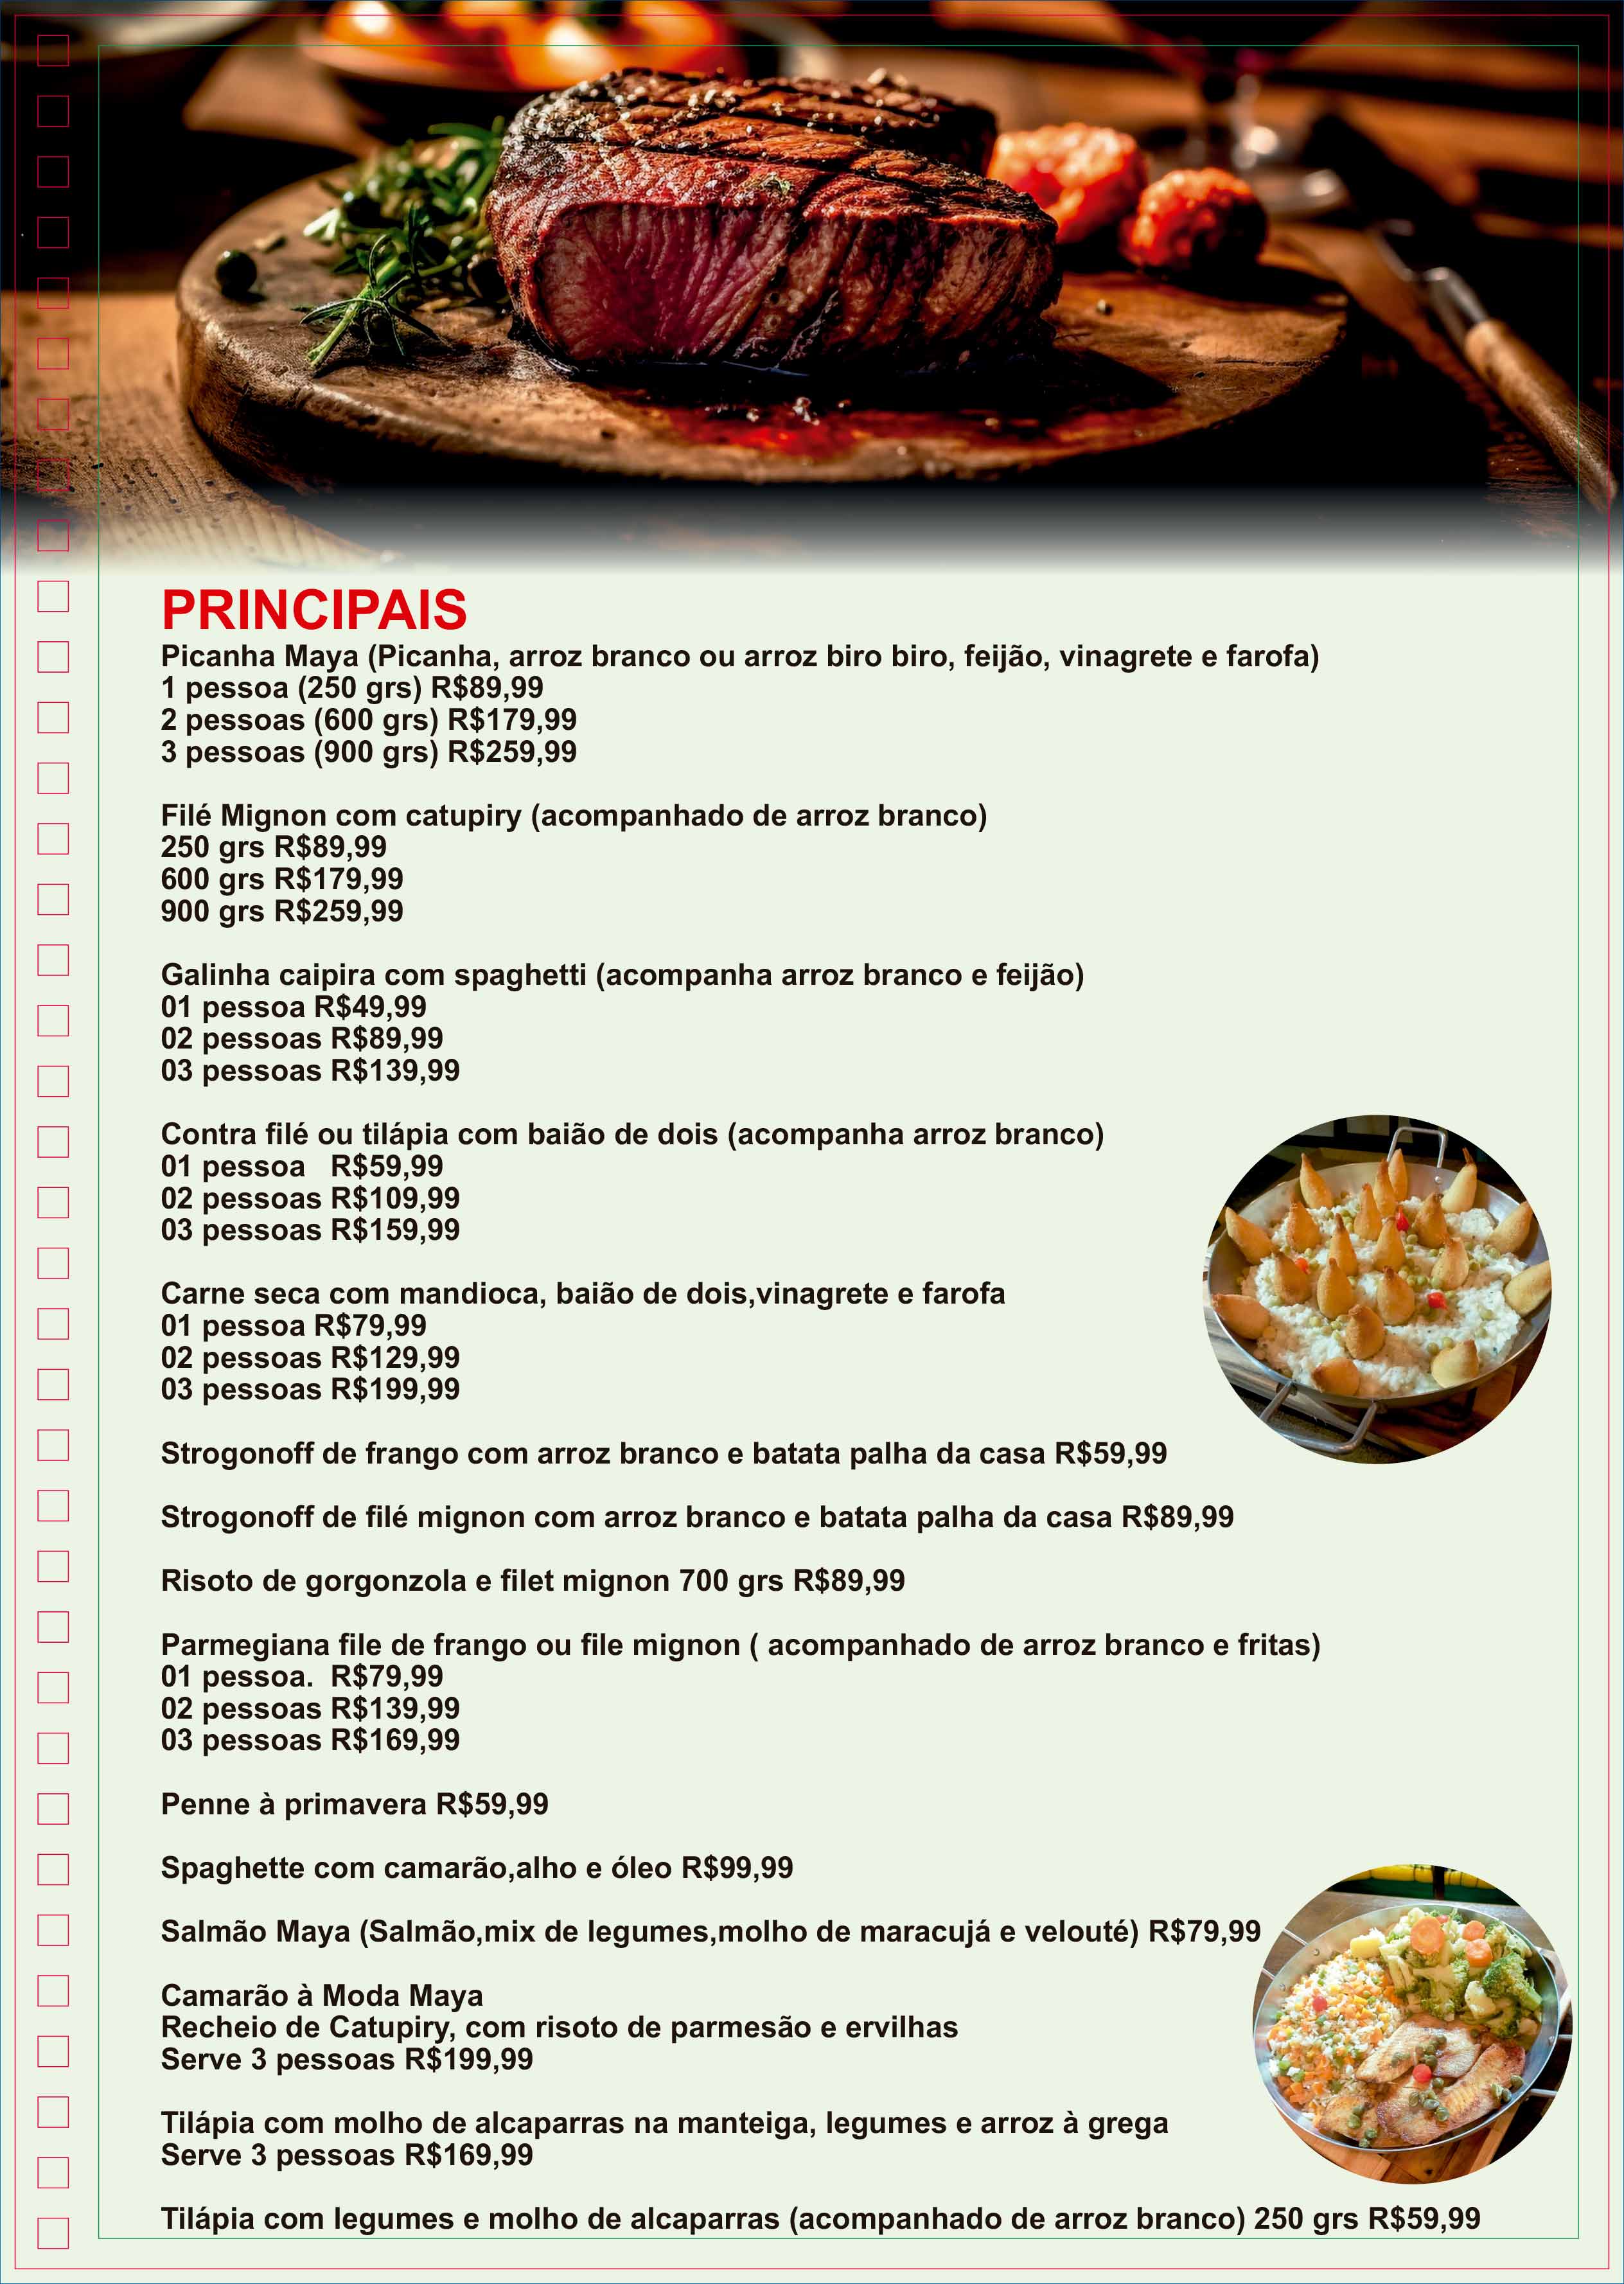 PRINCIPAIS
Picanha Maya (Picanha, arroz branco ou arroz biro biro, feijão, vinagrete e farofa)
1 pessoa (250 grs) R$89,99
2 pessoas (600 grs) R$179,99
3 pessoas (900 grs) R$259,99
Filé Mignon com catupiry (acompanhado de arroz branco)
250 grs R$89,99
600 grs R$179,99
900 grs R$259,99
Galinha caipira com spaghetti (acompanha arroz branco e feijão)
01 pessoa R$49,99
02 pessoas R$89,99
03 pessoas R$139,99
Contra filé ou tilápia com baião de dois (acompanha arroz branco)
01 pessoa   R$59,99
02 pessoas R$109,99
03 pessoas R$159,99
Carne seca com mandioca, baião de dois,vinagrete e farofa
01 pessoa R$79,99
02 pessoas R$129,99
03 pessoas R$199,99
Strogonoff de frango com arroz branco e batata palha da casa R$59,99
Strogonoff de filé mignon com arroz branco e batata palha da casa R$89,99
Risoto de gorgonzola e filet mignon 700 grs R$89,99
Parmegiana file de frango ou file mignon ( acompanhado de arroz branco e fritas)
01 pessoa.  R$79,99
02 pessoas R$139,99
03 pessoas R$169,99
Penne à primavera R$59,99
Spaghette com camarão,alho e óleo R$99,99
Salmão Maya (Salmão,mix de legumes,molho de maracujá e velouté) R$79,99
Camarão à Moda Maya
Recheio de Catupiry, com risoto de parmesão e ervilhas
Serve 3 pessoas R$199,99
Tilápia com molho de alcaparras na manteiga, legumes e arroz à grega
Serve 3 pessoas R$169,99
Tilápia com legumes e molho de alcaparras (acompanhado de arroz branco) 250 grs R$59,99